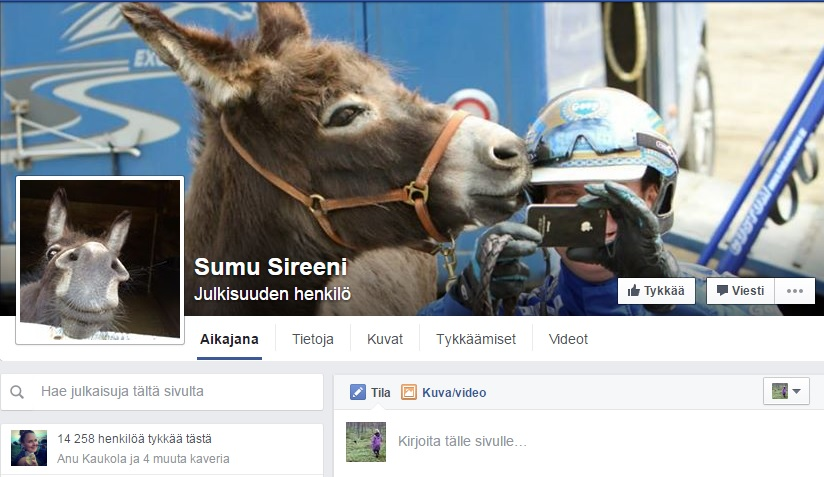 EXC
Sumu Sireeni
Julkisuuden henkilö
Tykkää
Viesti
Aikajana
Tietoja
Kuvat
Tykkäämiset
Videot
Hae julkaisuja tältä sivulta
Tila
Kuva/video
14 258 henkilöä tykkää tästä
Anu Kaukola ja 4 muuta kaveria
Kirjoita tälle sivulle…